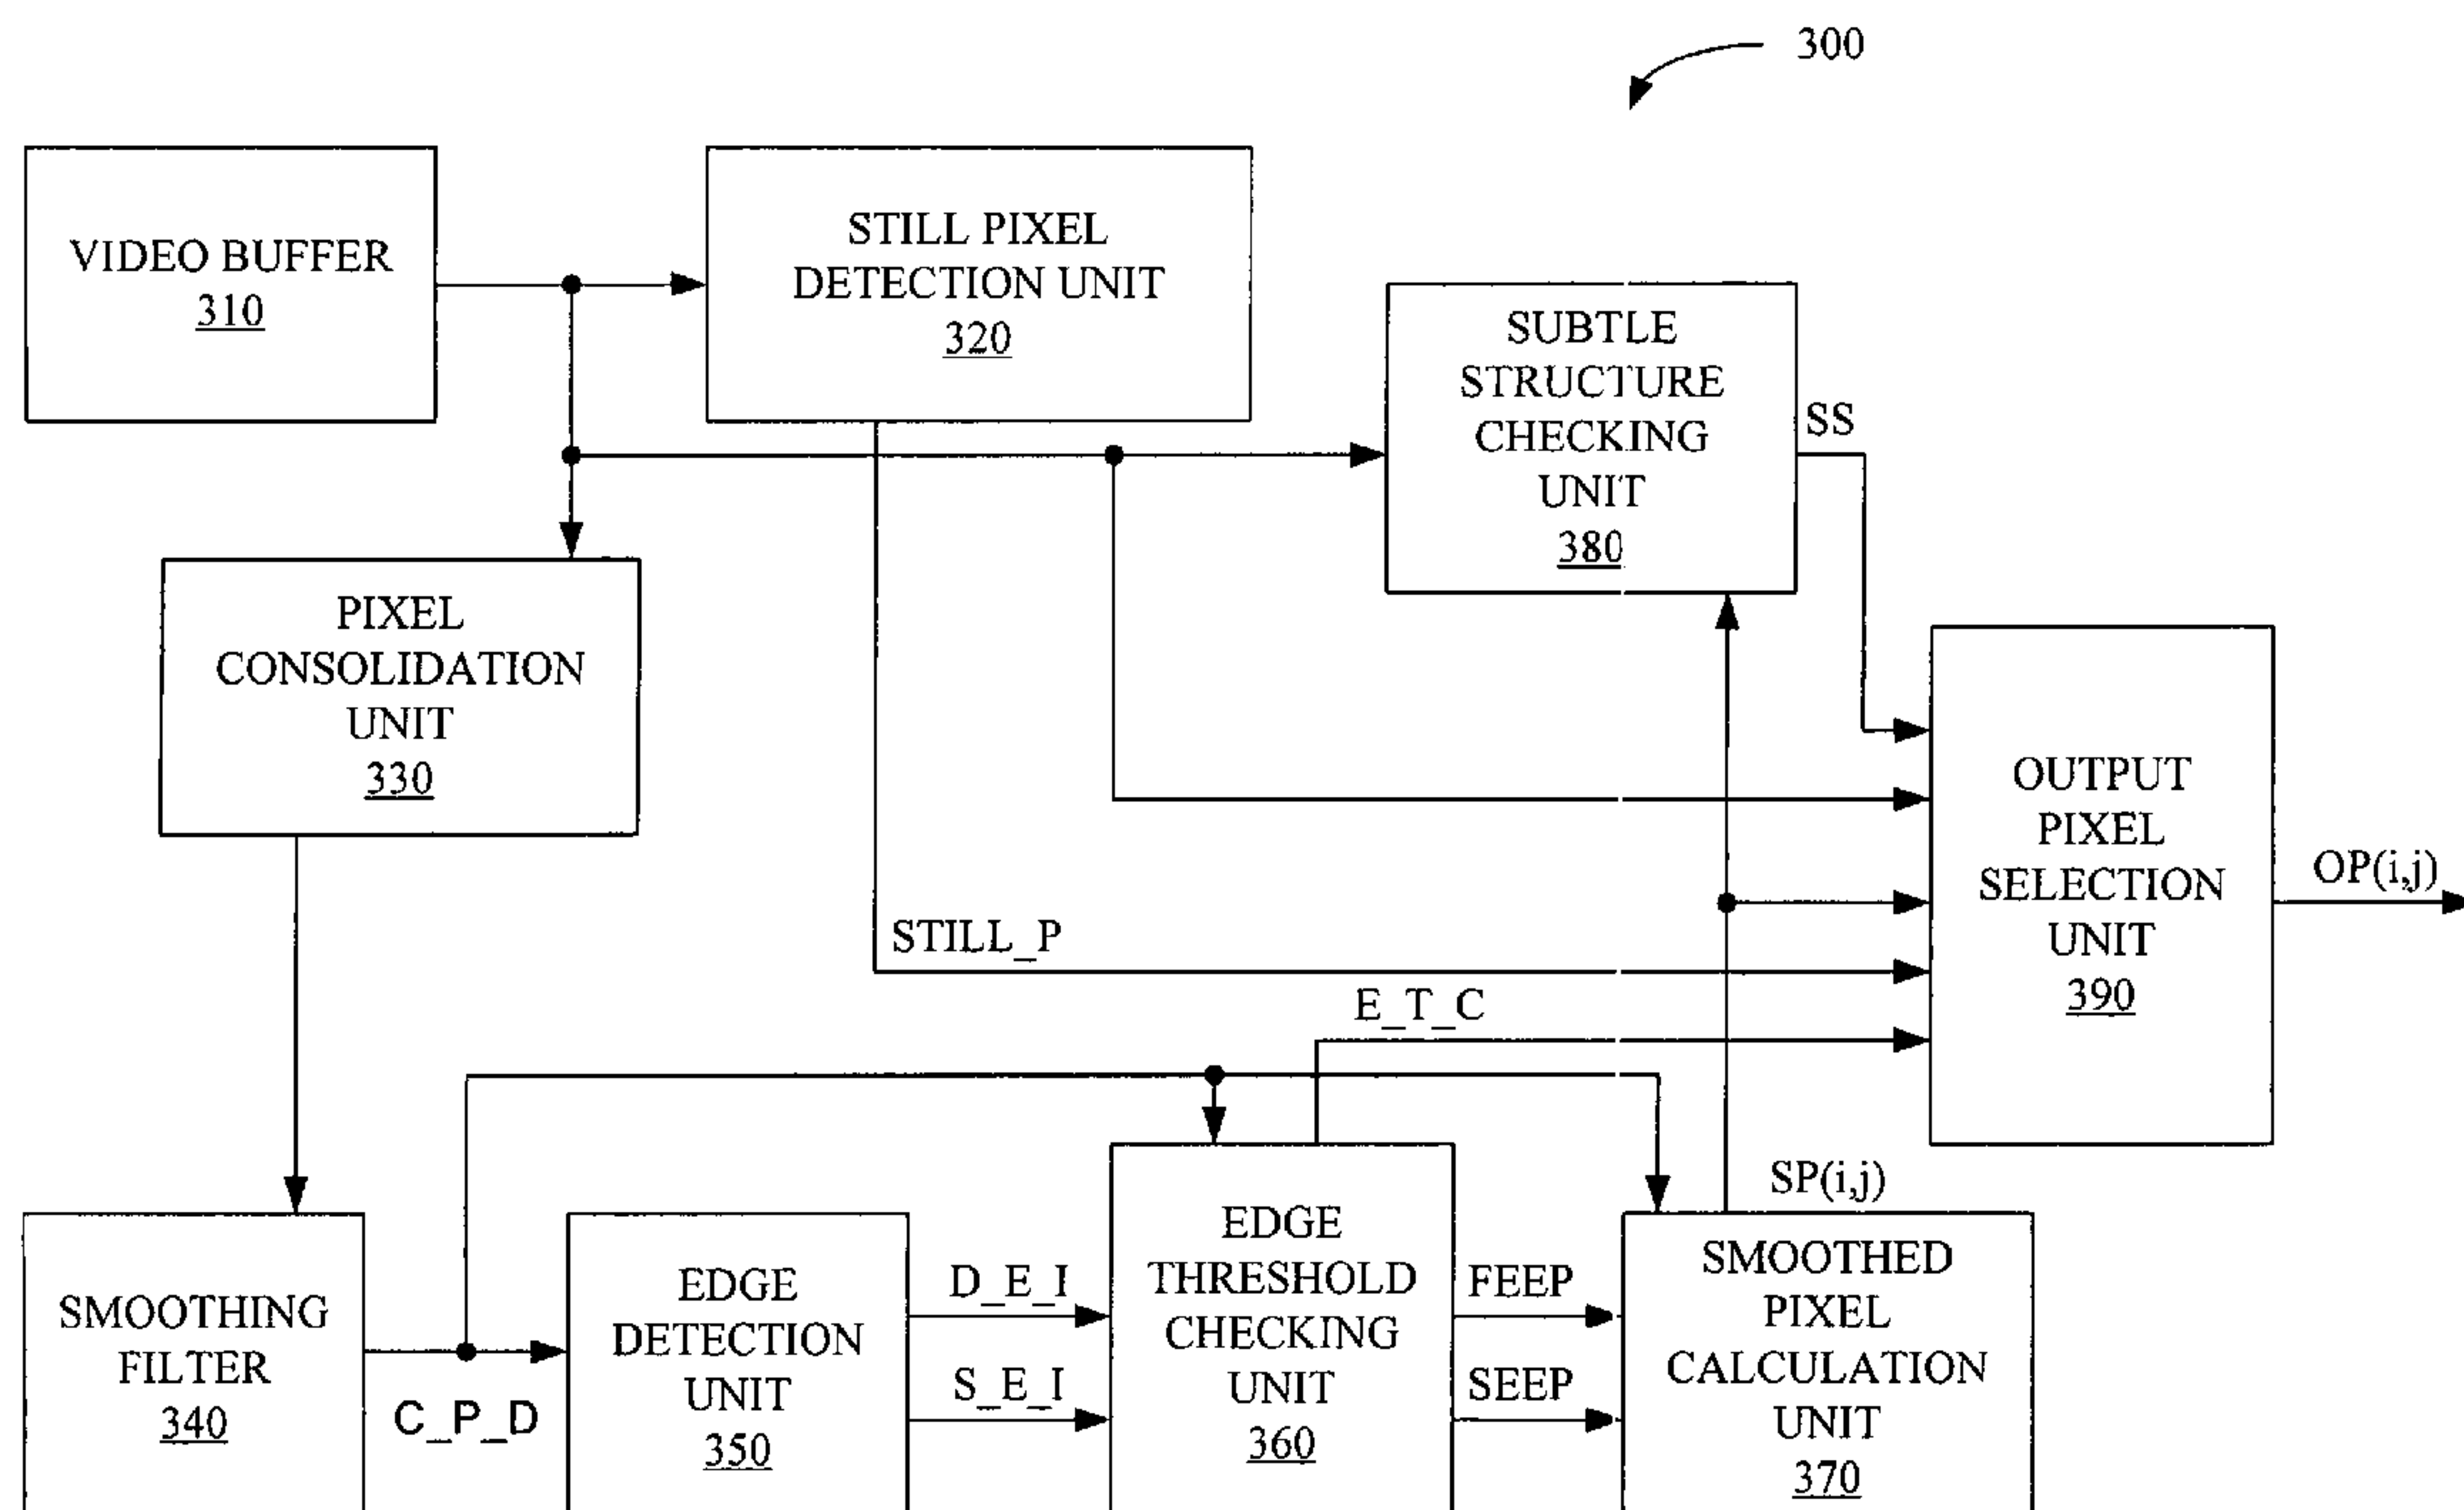 300
VIDEO BUFFER
310
STILL PIXEL
DETECTION UNIT
320
SUBTLE
STRUCTURE
CHECKING
UNIT
380
SS
PIXEL
CONSOLIDATION
UNIT
330
OUTPUT
PIXEL
SELECTION
UNIT
390
OP(i,j)
STILL_P
E_T_C
SP(i,j)
SMOOTHING
FILTER
340
C_P_D
EDGE
DETECTION
UNIT
350
D_E_I
S_E_I
EDGE
THRESHOLD
CHECKING
UNIT
360
FEEP
SEEP
SMOOTHED
PIXEL
CALCULATION
UNIT
370